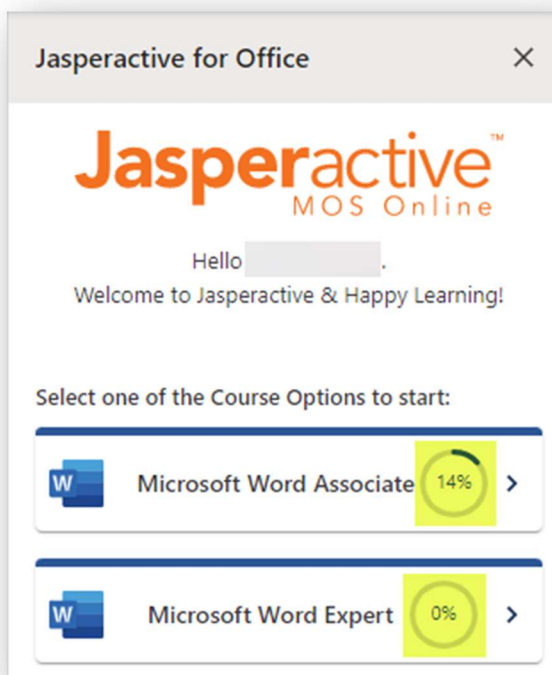 Jasperactive for Office
Jasperactive™
MOS Online
Hello .
Welcome to Jasperactive & Happy Learning!
Select one of the Course Options to start:
W Microsoft Word Associate 14%
W Microsoft Word Expert 0%